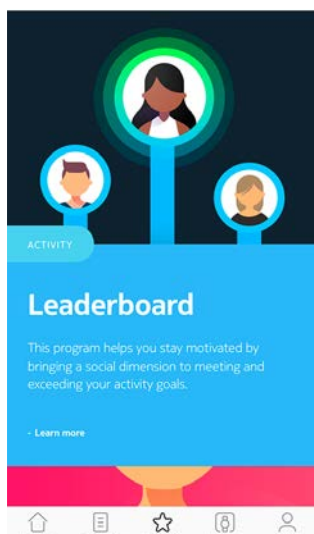 ACTIVITY
Leaderboard
This program helps you stay motivated by
bringing a social dimension to meeting and
exceeding your activity goals.
- Learn more